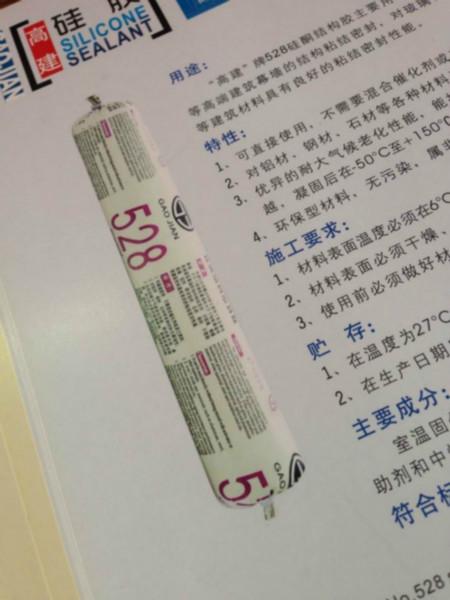 NJIAN
高建
硅胶
SILICONE
SEALANT
用途：
“高建”牌528硅酮结构胶主要用
等高端建筑幕墙的结构粘结密封，对玻璃
等建筑材料具有良好的粘结密封性能。
特性：
1、可直接使用，不需要混合催化剂或
2、对铝材，钢材，石材等各种材料
3、优异的耐大气候老化性能，能
越，凝固后在-50℃至+150℃
4、环保型材料，无污染，属非
施工要求：
1、材料表面温度必须在6℃
2、材料表面必须干燥、
3、使用前必须做好材
贮 存：
1、在温度为27℃
2、在生产日期
主要成分：
室温固
助剂和中性
符合标
No.528
GAO JIAN
528
GAO
5